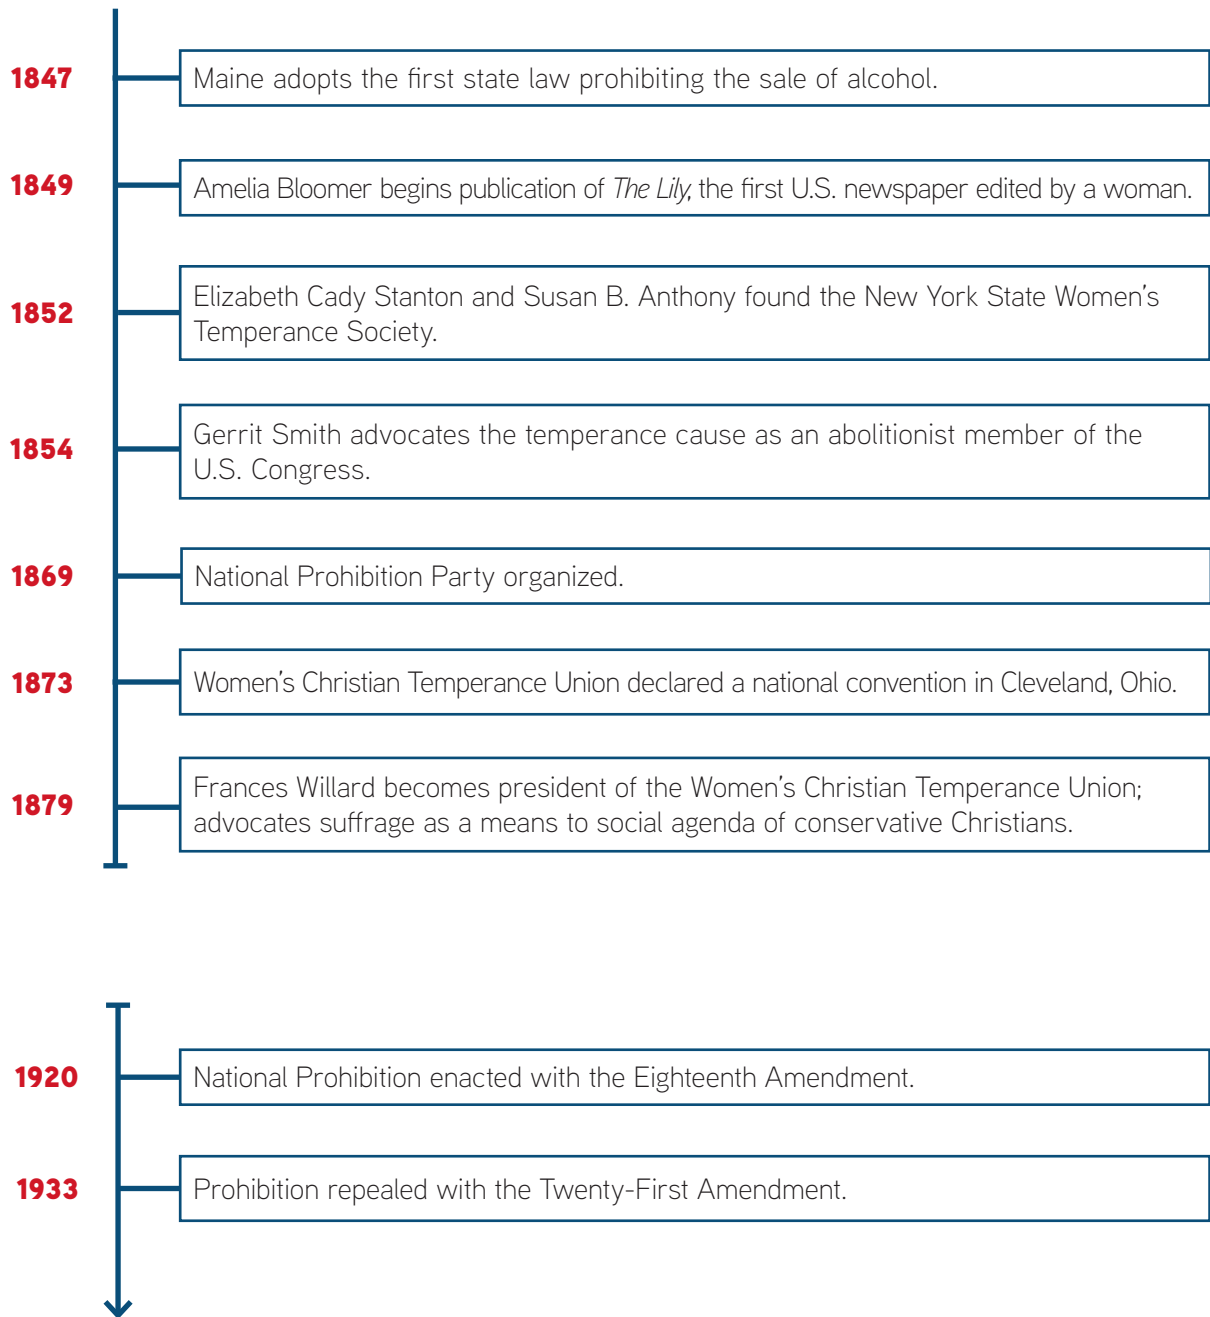 1847
Maine adopts the first state law prohibiting the sale of alcohol.
1849
Amelia Bloomer begins publication of The Lily, the first U.S. newspaper edited by a woman.
1852
Elizabeth Cady Stanton and Susan B. Anthony found the New York State Women's
Temperance Society.
1854
Gerrit Smith advocates the temperance cause as an abolitionist member of the
U.S. Congress.
1869
National Prohibition Party organized.
1873
Women's Christian Temperance Union declared a national convention in Cleveland, Ohio.
1879
Frances Willard becomes president of the Women's Christian Temperance Union;
advocates suffrage as a means to social agenda of conservative Christians.
1920
National Prohibition enacted with the Eighteenth Amendment.
1933
Prohibition repealed with the Twenty-First Amendment.